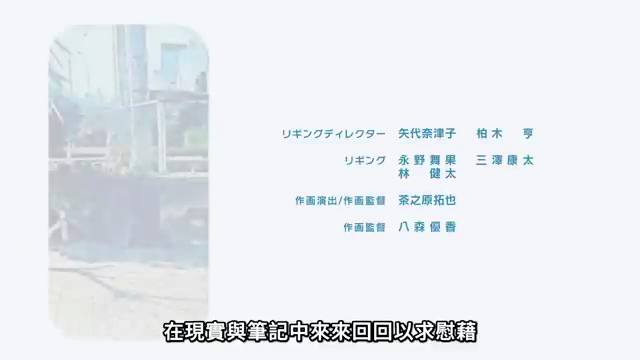 リギングディレクター 矢代奈津子 柏木 亨
リギング 永野舞果 三澤康太
林 健太
作画演出/作画監督 茶之原拓也
作画監督 八森優香
在現實與筆記中來來回回以求慰藉